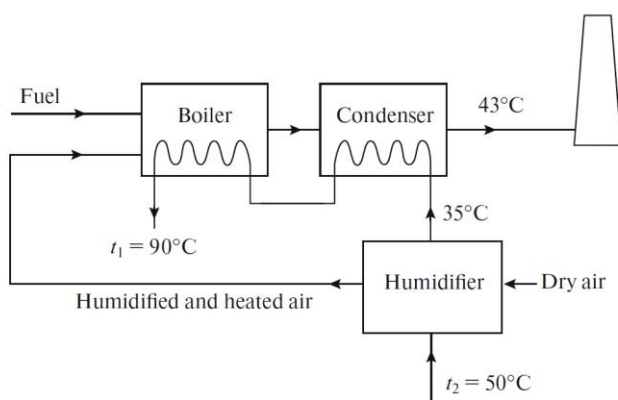 Fuel
Boiler
Condenser
43°C
t₁ = 90°C
35°C
Humidifier
Dry air
Humidified and heated air
t₂ = 50°C